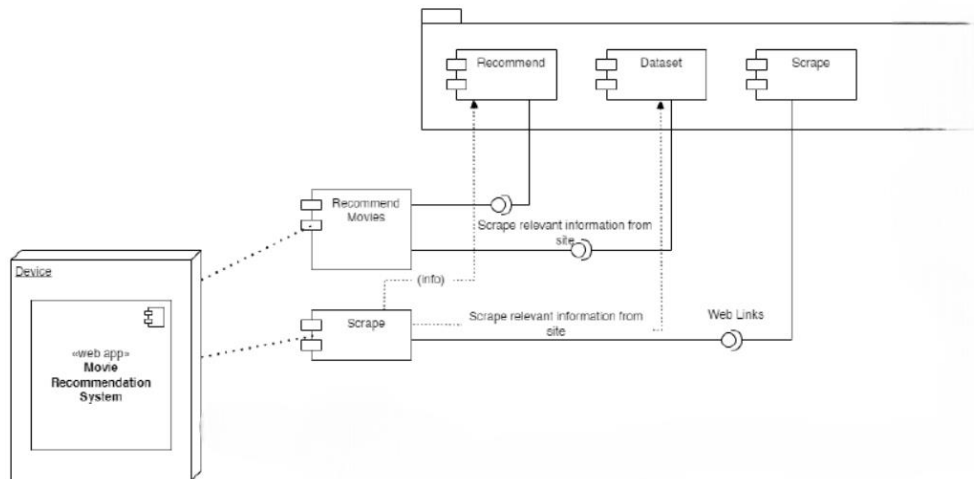 Recommend
Dataset
Scrape
Recommend
Movies
Scrape relevant information from
site
(info)
Device
Scrape
Scrape relevant information from
site
Web Links
«web app»
Movie
Recommendation
System